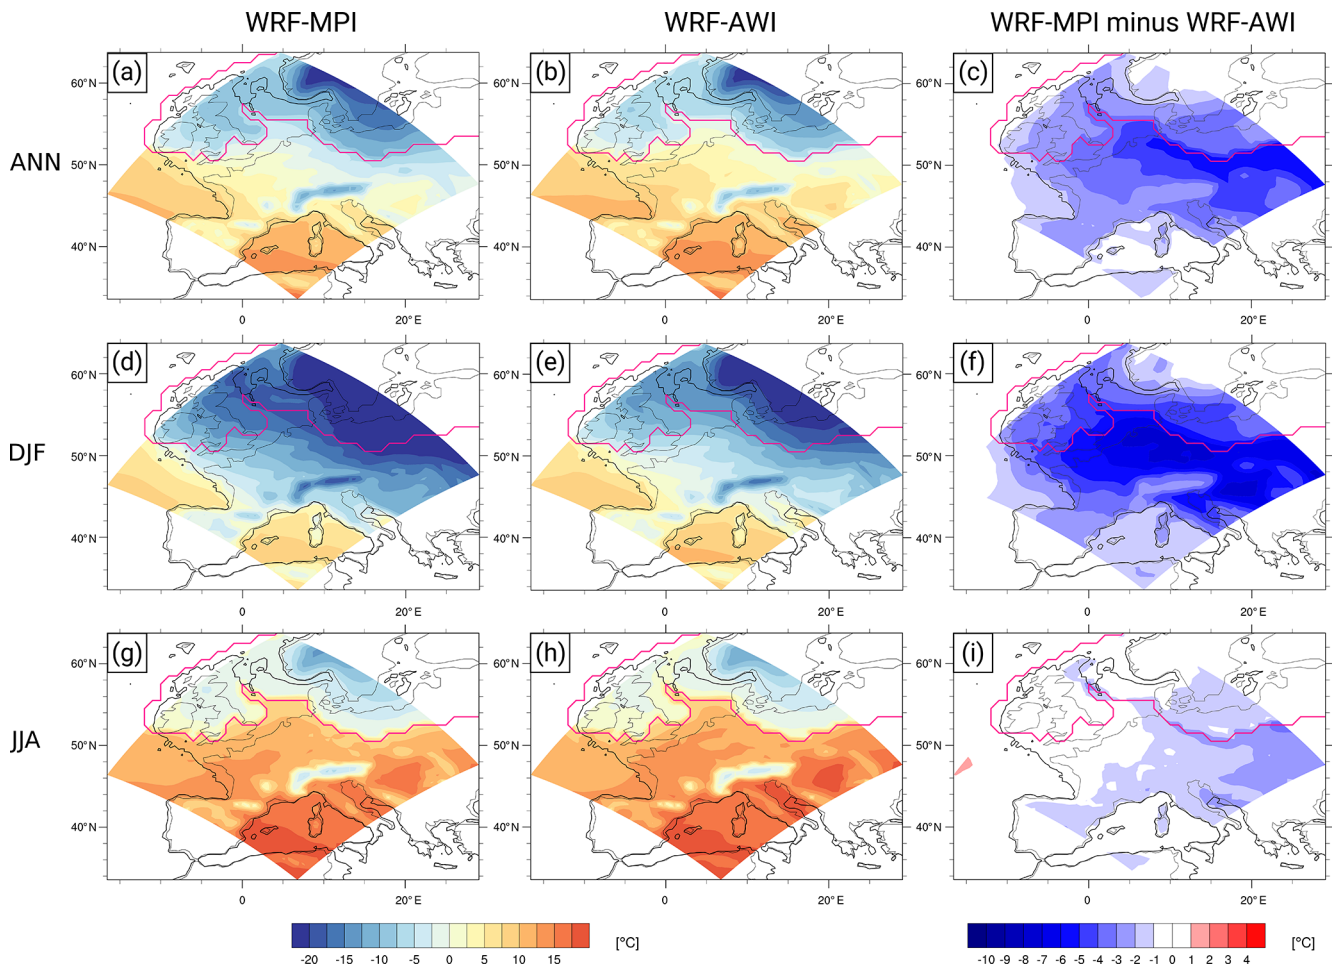 WRF-MPI WRF-AWI WRF-MPI minus WRF-AWI
ANN
(a) (b) (c)
60°N 60°N 60°N
50°N 50°N 50°N
40°N 40°N 40°N
0 20°E 0 20°E 0 20°E
DJF
(d) (e) (f)
60°N 60°N 60°N
50°N 50°N 50°N
40°N 40°N 40°N
0 20°E 0 20°E 0 20°E
JJA
(g) (h) (i)
60°N 60°N 60°N
50°N 50°N 50°N
40°N 40°N 40°N
0 20°E 0 20°E 0 20°E
-20 -15 -10 -5 0 5 10 15 [°C]
-10 -9 -8 -7 -6 -5 -4 -3 -2 -1 0 1 2 3 4 [°C]